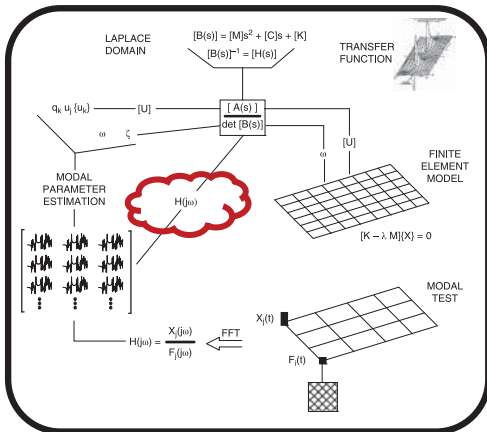 LAPLACE
DOMAIN
[B(s)] = [M]s² + [C]s + [K]
[B(s)]⁻¹ = [H(s)]
TRANSFER
FUNCTION
qₖ uⱼ {uₖ}
[U]
[ A(s) ]
det [B(s)]
ω
ζ
ω
[U]
FINITE
ELEMENT
MODEL
MODAL
PARAMETER
ESTIMATION
H(jω)
[K – λ M]{X} = 0
MODAL
TEST
Xⱼ(t)
H(jω) =
Xⱼ(jω)
Fᵢ(jω)
FFT
Fᵢ(t)